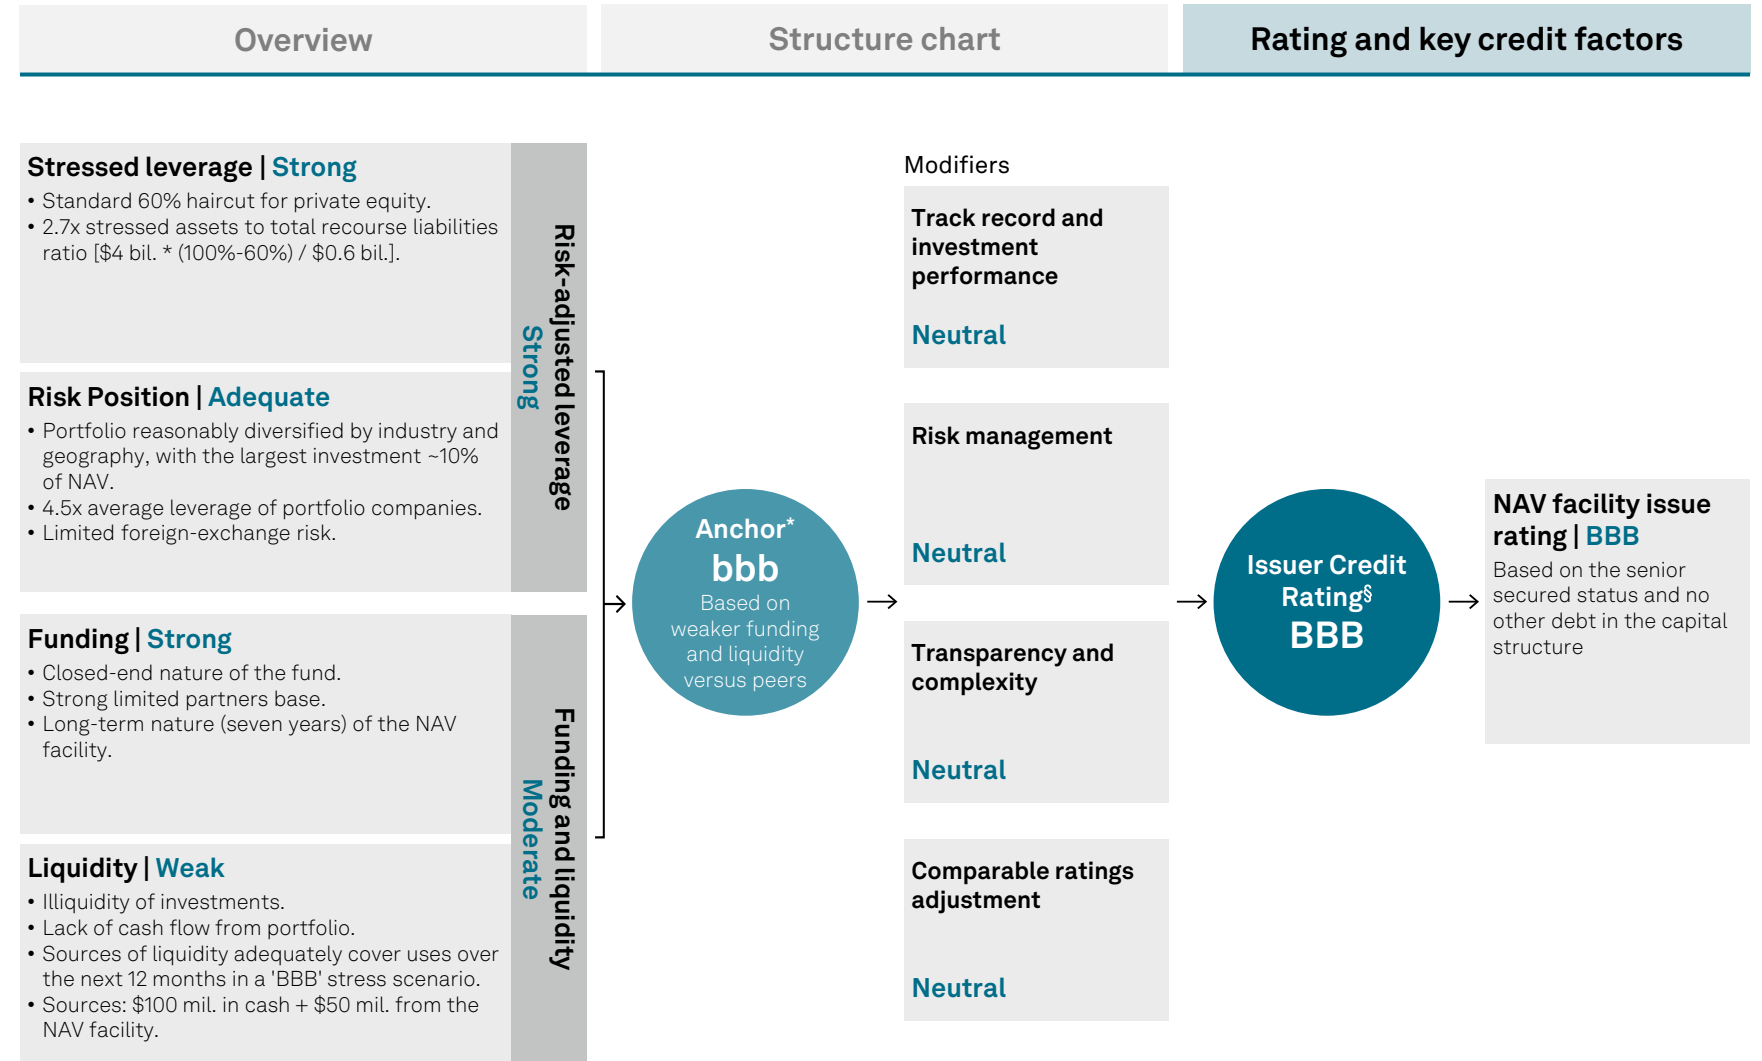 Overview
Structure chart
Rating and key credit factors
Stressed leverage | Strong
• Standard 60% haircut for private equity.
• 2.7x stressed assets to total recourse liabilities
ratio [$4 bil. * (100%-60%) / $0.6 bil.].
Risk Position | Adequate
• Portfolio reasonably diversified by industry and
geography, with the largest investment ~10%
of NAV.
• 4.5x average leverage of portfolio companies.
• Limited foreign-exchange risk.
Risk-adjusted leverage
Strong
Funding | Strong
• Closed-end nature of the fund.
• Strong limited partners base.
• Long-term nature (seven years) of the NAV
facility.
Liquidity | Weak
• Illiquidity of investments.
• Lack of cash flow from portfolio.
• Sources of liquidity adequately cover uses over
the next 12 months in a 'BBB' stress scenario.
• Sources: $100 mil. in cash + $50 mil. from the
NAV facility.
Funding and liquidity
Moderate
Anchor*
bbb
Based on
weaker funding
and liquidity
versus peers
Modifiers
Track record and
investment
performance
Neutral
Risk management
Neutral
Transparency and
complexity
Neutral
Comparable ratings
adjustment
Neutral
Issuer Credit
Rating§
BBB
NAV facility issue
rating | BBB
Based on the senior
secured status and no
other debt in the capital
structure